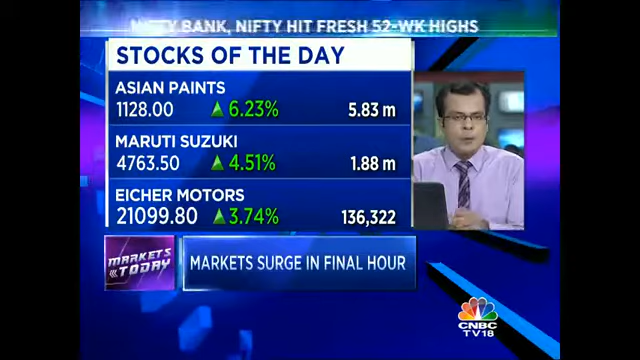 NIFTY BANK, NIFTY HIT FRESH 52-WK HIGHS
STOCKS OF THE DAY
ASIAN PAINTS
1128.00 6.23% 5.83 m
MARUTI SUZUKI
4763.50 4.51% 1.88 m
EICHER MOTORS
21099.80 3.74% 136,322
MARKETS
TODAY
MARKETS SURGE IN FINAL HOUR
CNBC
TV18